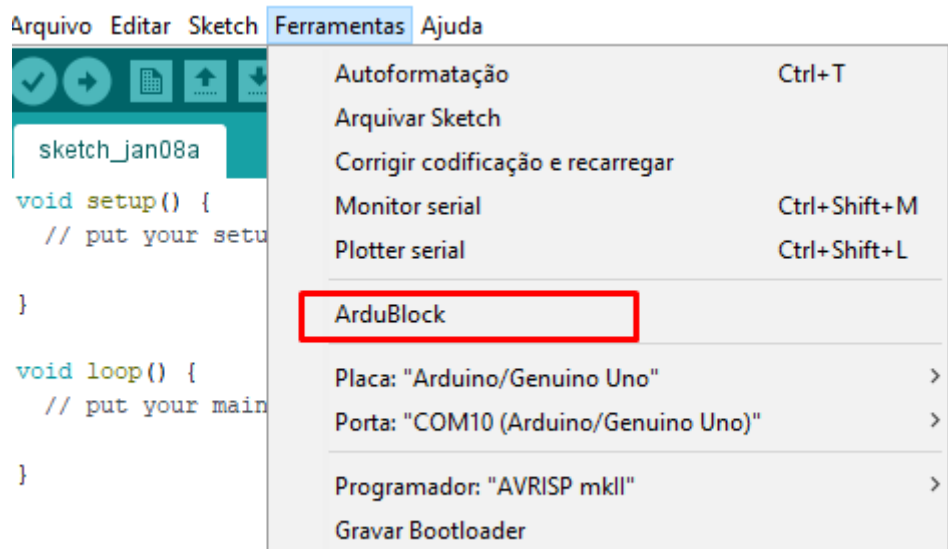 Arquivo Editar Sketch Ferramentas Ajuda
sketch_jan08a
void setup() {
// put your setu
}
void loop() {
// put your main
}
Autoformatação Ctrl+T
Arquivar Sketch
Corrigir codificação e recarregar
Monitor serial Ctrl+Shift+M
Plotter serial Ctrl+Shift+L
ArduBlock
Placa: "Arduino/Genuino Uno"
Porta: "COM10 (Arduino/Genuino Uno)"
Programador: "AVRISP mkII"
Gravar Bootloader